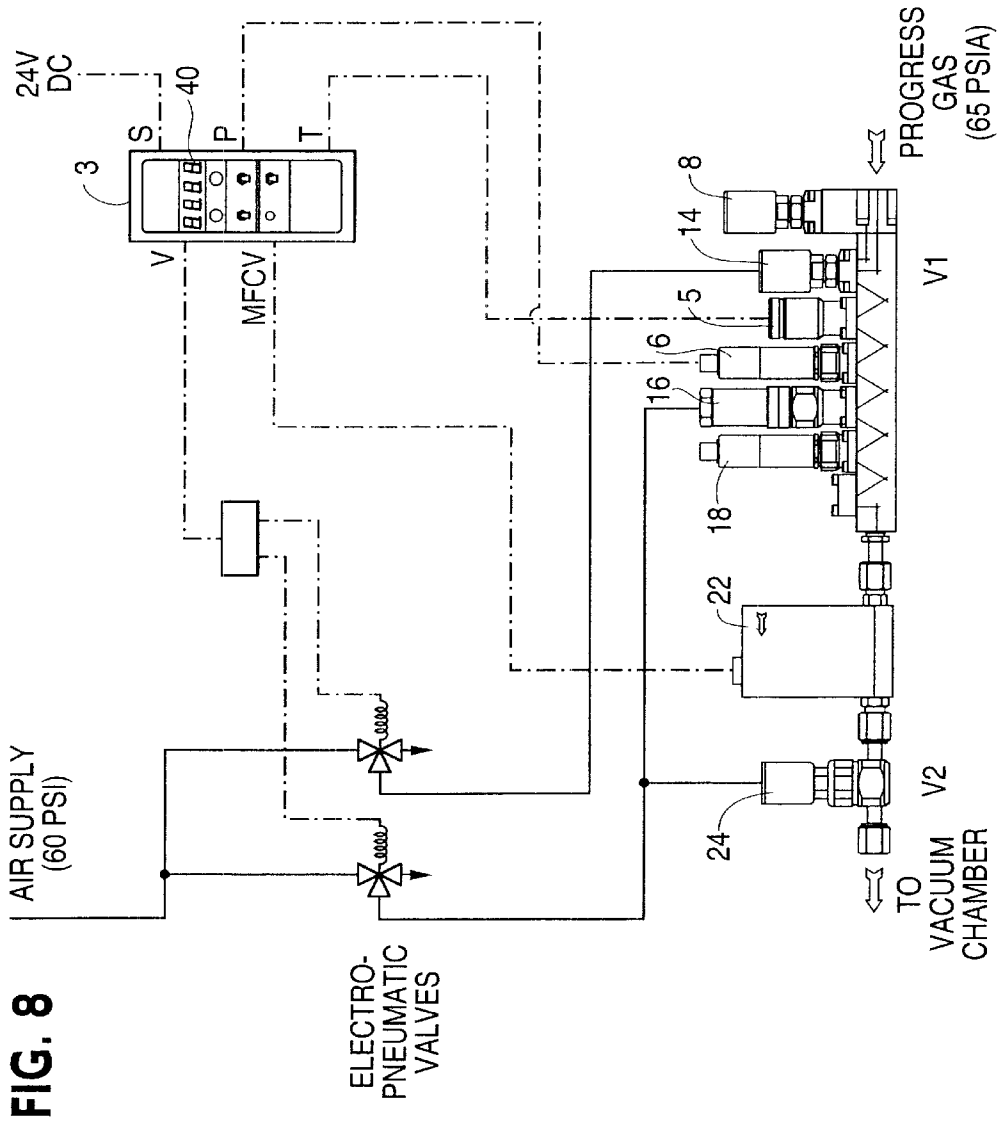 FIG. 8
AIR SUPPLY
(60 PSI)
24V
DC
3
S
40
V
P
MFCV
T
ELECTRO-
PNEUMATIC
VALVES
8
14
5
6
16
18
22
24
V1
V2
PROGRESS
GAS
(65 PSIA)
TO
VACUUM
CHAMBER